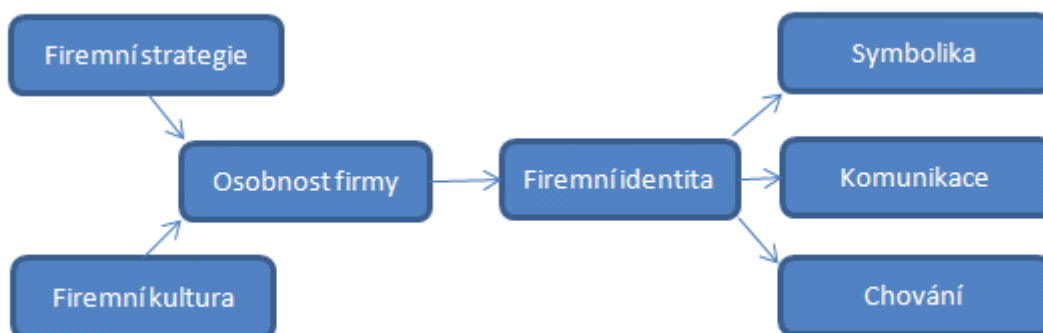 Firemní strategie
Symbolika
Osobnost firmy
Firemní identita
Komunikace
Firemní kultura
Chování